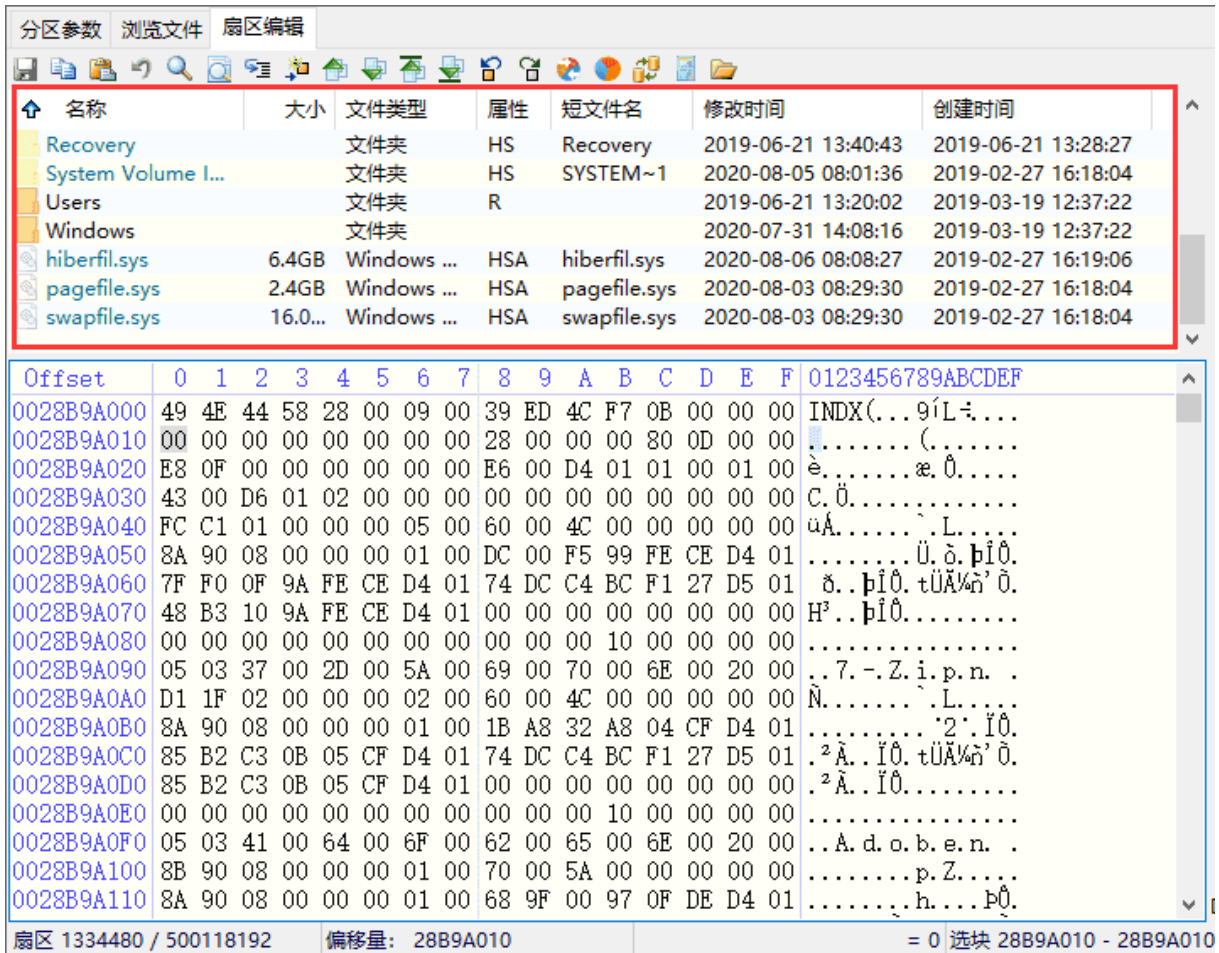 分区参数 浏览文件 扇区编辑
名称 大小 文件类型 属性 短文件名 修改时间 创建时间
Recovery 文件夹 HS Recovery 2019-06-21 13:40:43 2019-06-21 13:28:27
System Volume I... 文件夹 HS SYSTEM~1 2020-08-05 08:01:36 2019-02-27 16:18:04
Users 文件夹 R 2019-06-21 13:20:02 2019-03-19 12:37:22
Windows 文件夹 2020-07-31 14:08:16 2019-03-19 12:37:22
hiberfil.sys 6.4GB Windows ... HSA hiberfil.sys 2020-08-06 08:08:27 2019-02-27 16:19:06
pagefile.sys 2.4GB Windows ... HSA pagefile.sys 2020-08-03 08:29:30 2019-02-27 16:18:04
swapfile.sys 16.0... Windows ... HSA swapfile.sys 2020-08-03 08:29:30 2019-02-27 16:18:04
Offset 0 1 2 3 4 5 6 7 8 9 A B C D E F 0123456789ABCDEF
0028B9A000 49 4E 44 58 28 00 09 00 39 ED 4C F7 0B 00 00 00 INDX(...9íL÷....
0028B9A010 00 00 00 00 00 00 00 00 28 00 00 00 80 0D 00 00 ........(.......
0028B9A020 E8 0F 00 00 00 00 00 00 E6 00 D4 01 01 00 01 00 è.......æ.Ô.....
0028B9A030 43 00 D6 01 02 00 00 00 00 00 00 00 00 00 00 00 C.Ö.............
0028B9A040 FC C1 01 00 00 00 05 00 60 00 4C 00 00 00 00 00 üÁ......`.L.....
0028B9A050 8A 90 08 00 00 00 01 00 DC 00 F5 99 FE CE D4 01 ........Ü.õ.þÎÔ.
0028B9A060 7F F0 0F 9A FE CE D4 01 74 DC C4 BC F1 27 D5 01 ð..þÎÔ.tÜÄ¼ñ'Õ.
0028B9A070 48 B3 10 9A FE CE D4 01 00 00 00 00 00 00 00 00 H³..þÎÔ.........
0028B9A080 00 00 00 00 00 00 00 00 00 00 00 10 00 00 00 00 ................
0028B9A090 05 03 37 00 2D 00 5A 00 69 00 70 00 6E 00 20 00 ..7.-.Z.i.p.n. .
0028B9A0A0 D1 1F 02 00 00 00 02 00 60 00 4C 00 00 00 00 00 Ñ.......`.L.....
0028B9A0B0 8A 90 08 00 00 00 01 00 1B A8 32 A8 04 CF D4 01 .........¨2¨.ÏÔ.
0028B9A0C0 85 B2 C3 0B 05 CF D4 01 74 DC C4 BC F1 27 D5 01 .²Ã..ÏÔ.tÜÄ¼ñ'Õ.
0028B9A0D0 85 B2 C3 0B 05 CF D4 01 00 00 00 00 00 00 00 00 .²Ã..ÏÔ.........
0028B9A0E0 00 00 00 00 00 00 00 00 00 00 00 10 00 00 00 00 ................
0028B9A0F0 05 03 41 00 64 00 6F 00 62 00 65 00 6E 00 20 00 ..A.d.o.b.e.n. .
0028B9A100 8B 90 08 00 00 00 01 00 70 00 5A 00 00 00 00 00 ........p.Z.....
0028B9A110 8A 90 08 00 00 00 01 00 68 9F 00 97 0F DE D4 01 ........h....ÞÔ.
扇区 1334480 / 500118192 偏移量: 28B9A010 = 0 选块 28B9A010 - 28B9A010